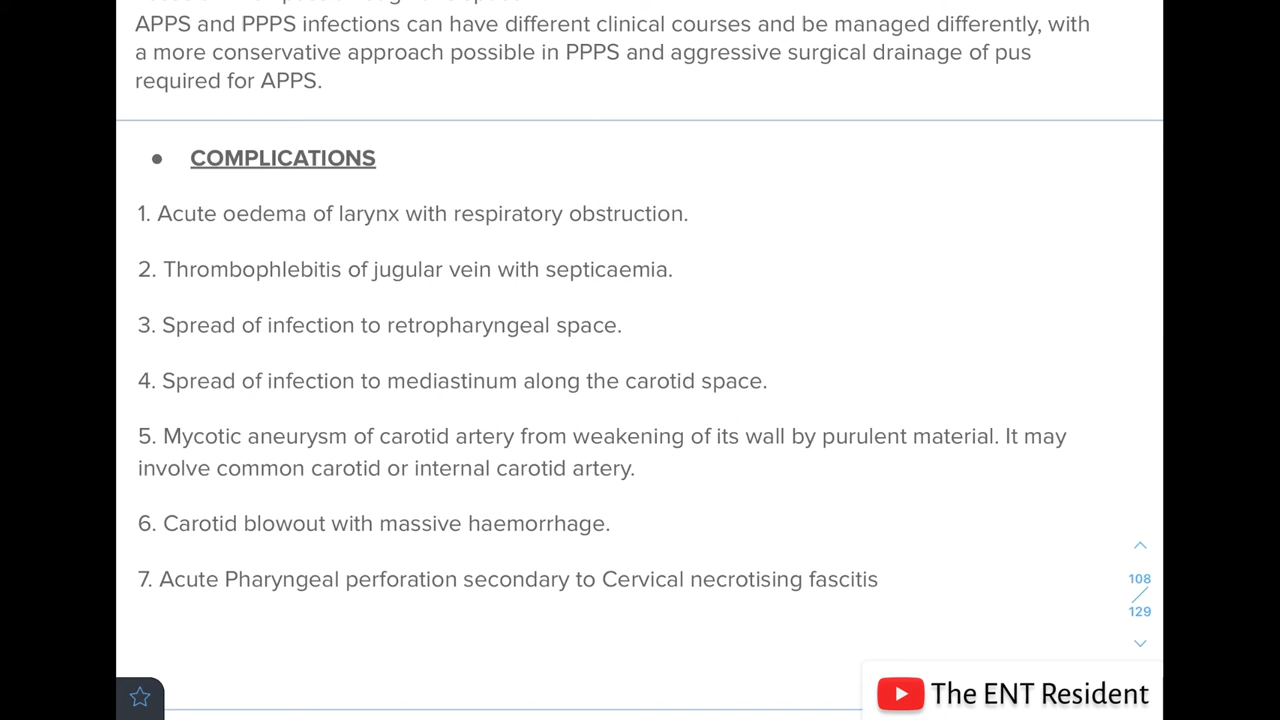 APPS and PPPS infections can have different clinical courses and be managed differently, with
a more conservative approach possible in PPPS and aggressive surgical drainage of pus
required for APPS.
● COMPLICATIONS
1. Acute oedema of larynx with respiratory obstruction.
2. Thrombophlebitis of jugular vein with septicaemia.
3. Spread of infection to retropharyngeal space.
4. Spread of infection to mediastinum along the carotid space.
5. Mycotic aneurysm of carotid artery from weakening of its wall by purulent material. It may
involve common carotid or internal carotid artery.
6. Carotid blowout with massive haemorrhage.
7. Acute Pharyngeal perforation secondary to Cervical necrotising fascitis
108
129
The ENT Resident